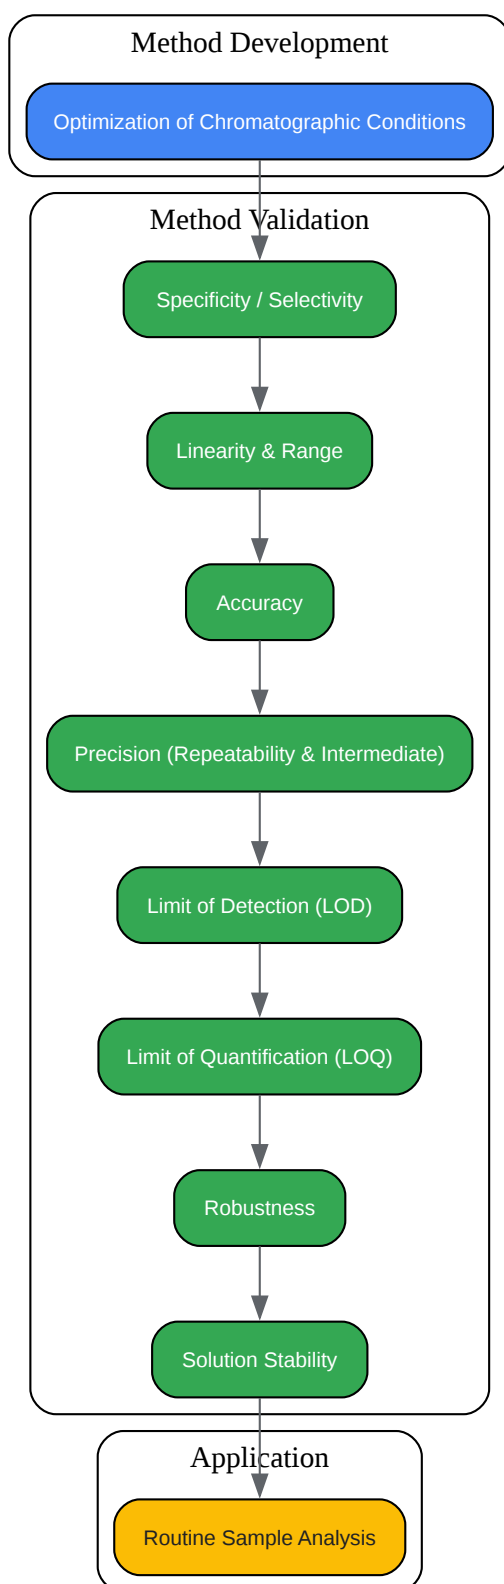 Method Development
Optimization of Chromatographic Conditions
Method Validation
Specificity / Selectivity
Linearity & Range
Accuracy
Precision (Repeatability & Intermediate)
Limit of Detection (LOD)
Limit of Quantification (LOQ)
Robustness
Solution Stability
Application
Routine Sample Analysis